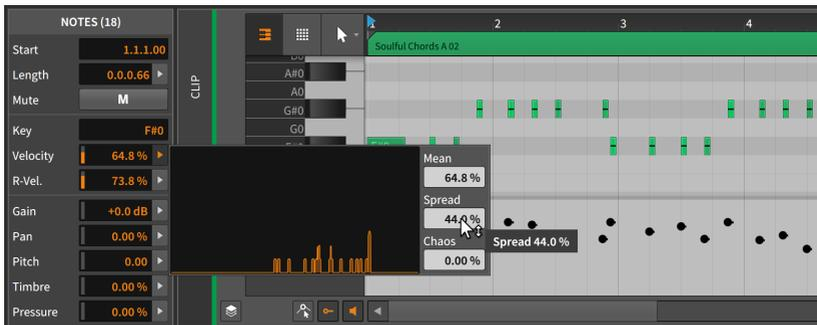 NOTES (18)
Start 1.1.1.00
Length 0.0.0.66
Mute M
Key F#0
Velocity 64.8 %
R-Vel. 73.8 %
Gain +0.0 dB
Pan 0.00 %
Pitch 0.00
Timbre 0.00 %
Pressure 0.00 %
CLIP
2 3 4
Soulful Chords A 02
A#0
A0
G#0
G0
Mean
64.8 %
Spread
44.0 %
Spread 44.0 %
Chaos
0.00 %